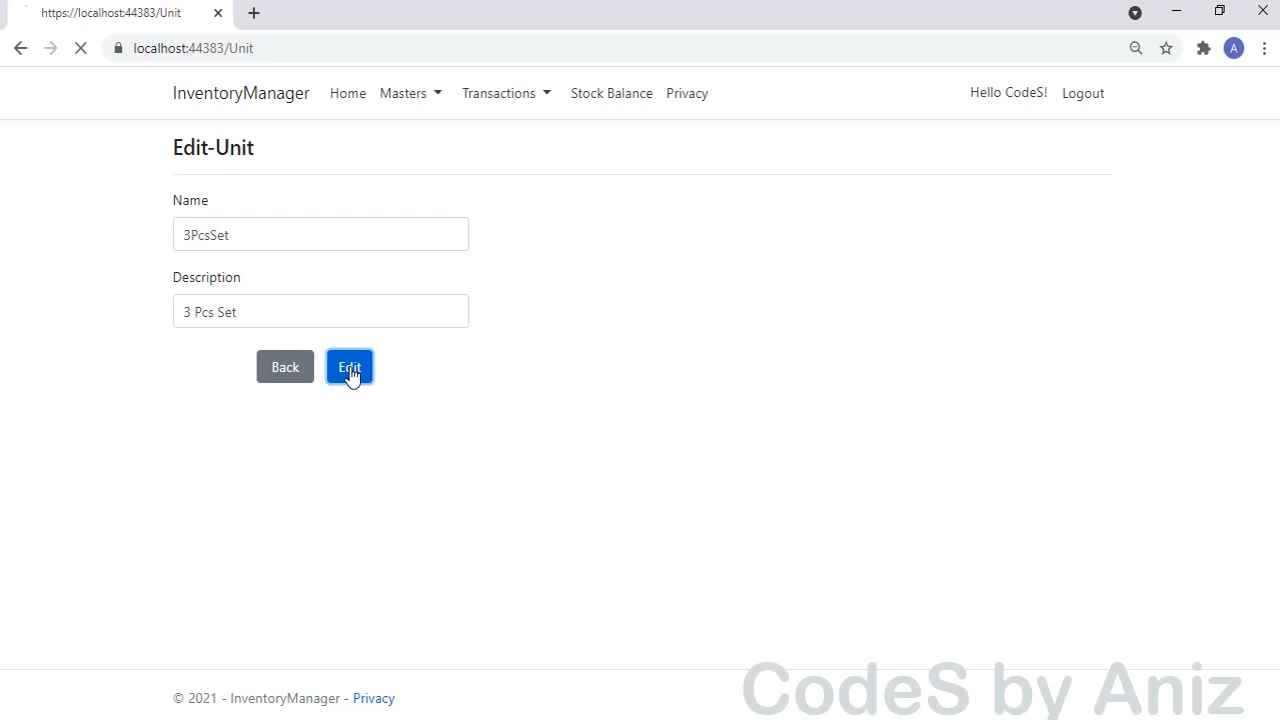 https://localhost:44383/Unit
localhost:44383/Unit
A
InventoryManager Home Masters Transactions Stock Balance Privacy Hello CodeS! Logout
Edit-Unit
Name
3PcsSet
Description
3 Pcs Set
Back Edit
© 2021 - InventoryManager - Privacy
CodeS by Aniz